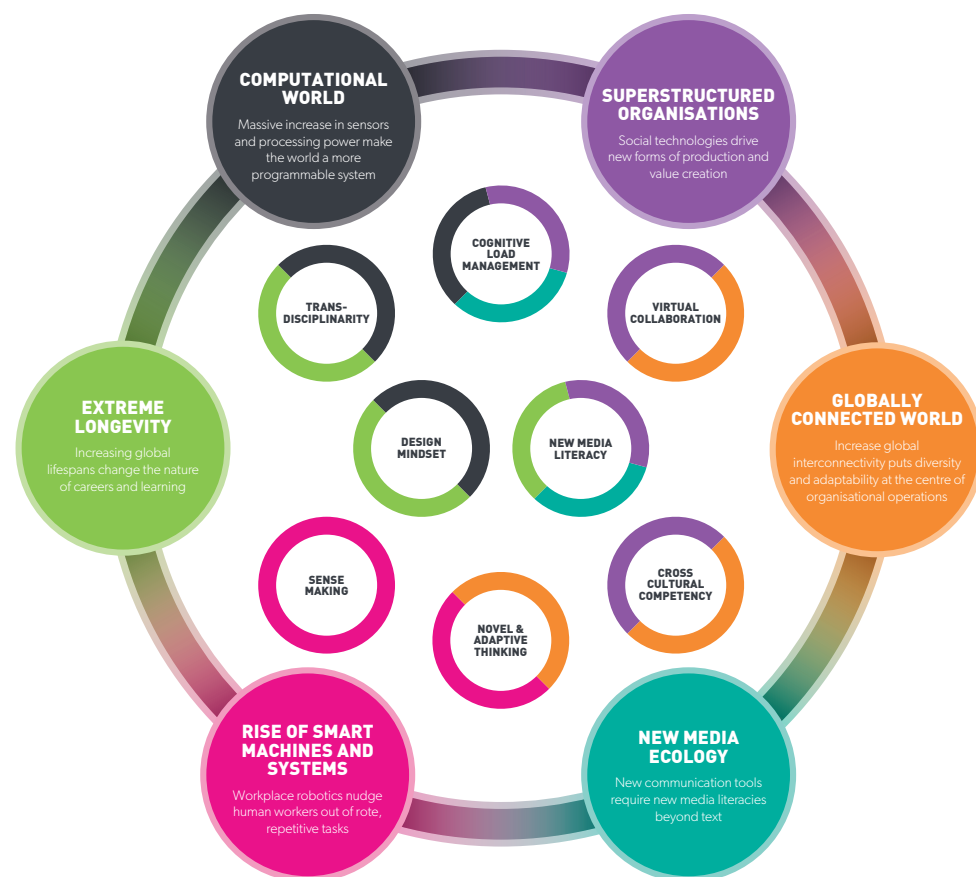 COMPUTATIONAL
WORLD
Massive increase in sensors
and processing power make
the world a more
programmable system
SUPERSTRUCTURED
ORGANISATIONS
Social technologies drive
new forms of production and
value creation
COGNITIVE
LOAD
MANAGEMENT
TRANS-
DISCIPLINARITY
VIRTUAL
COLLABORATION
EXTREME
LONGEVITY
Increasing global
lifespans change the nature
of careers and learning
DESIGN
MINDSET
NEW MEDIA
LITERACY
GLOBALLY
CONNECTED WORLD
Increase global
interconnectivity puts diversity
and adaptability at the centre of
organisational operations
SENSE
MAKING
NOVEL &
ADAPTIVE
THINKING
CROSS
CULTURAL
COMPETENCY
RISE OF SMART
MACHINES AND
SYSTEMS
Workplace robotics nudge
human workers out of rote,
repetitive tasks
NEW MEDIA
ECOLOGY
New communication tools
require new media literacies
beyond text